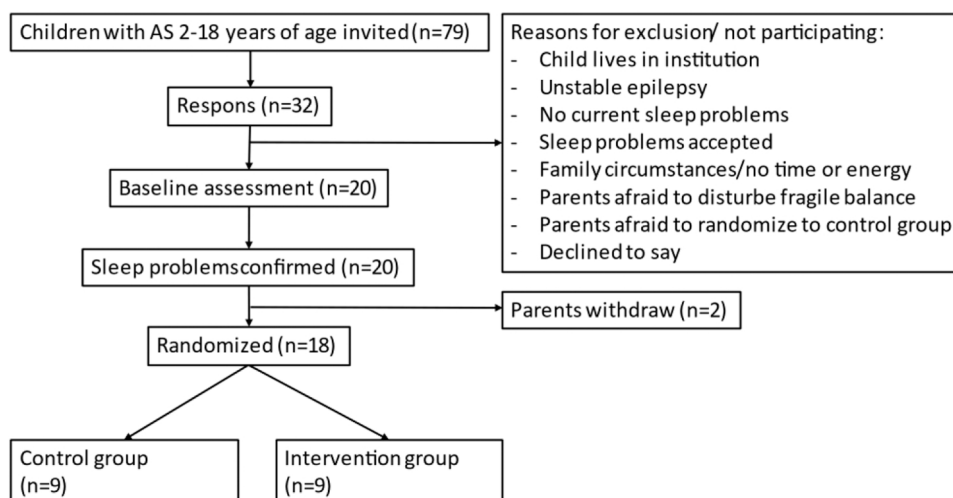 Children with AS 2-18 years of age invited (n=79)
Respons (n=32)
Baseline assessment (n=20)
Sleep problemsconfirmed (n=20)
Randomized (n=18)
Control group
(n=9)
Intervention group
(n=9)
Reasons for exclusion/ not participating:
- Child lives in institution
- Unstable epilepsy
- No current sleep problems
- Sleep problems accepted
- Family circumstances/no time or energy
- Parents afraid to disturbe fragile balance
- Parents afraid to randomize to control group
- Declined to say
Parents withdraw (n=2)